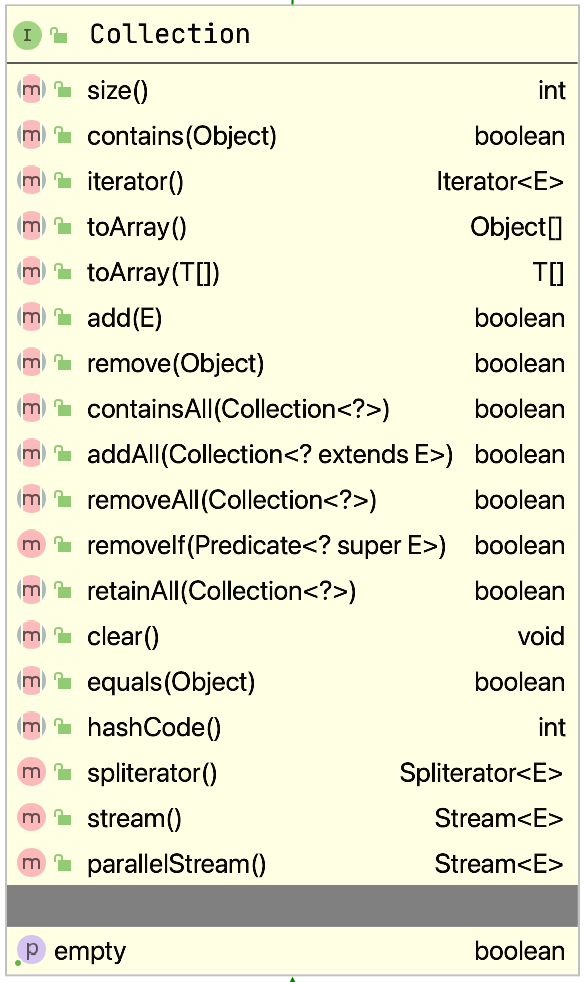 I Collection
m size() int
m contains(Object) boolean
m iterator() Iterator<E>
m toArray() Object[]
m toArray(T[]) T[]
m add(E) boolean
m remove(Object) boolean
m containsAll(Collection<?>) boolean
m addAll(Collection<? extends E>) boolean
m removeAll(Collection<?>) boolean
m removeIf(Predicate<? super E>) boolean
m retainAll(Collection<?>) boolean
m clear() void
m equals(Object) boolean
m hashCode() int
m spliterator() Spliterator<E>
m stream() Stream<E>
m parallelStream() Stream<E>
p empty boolean